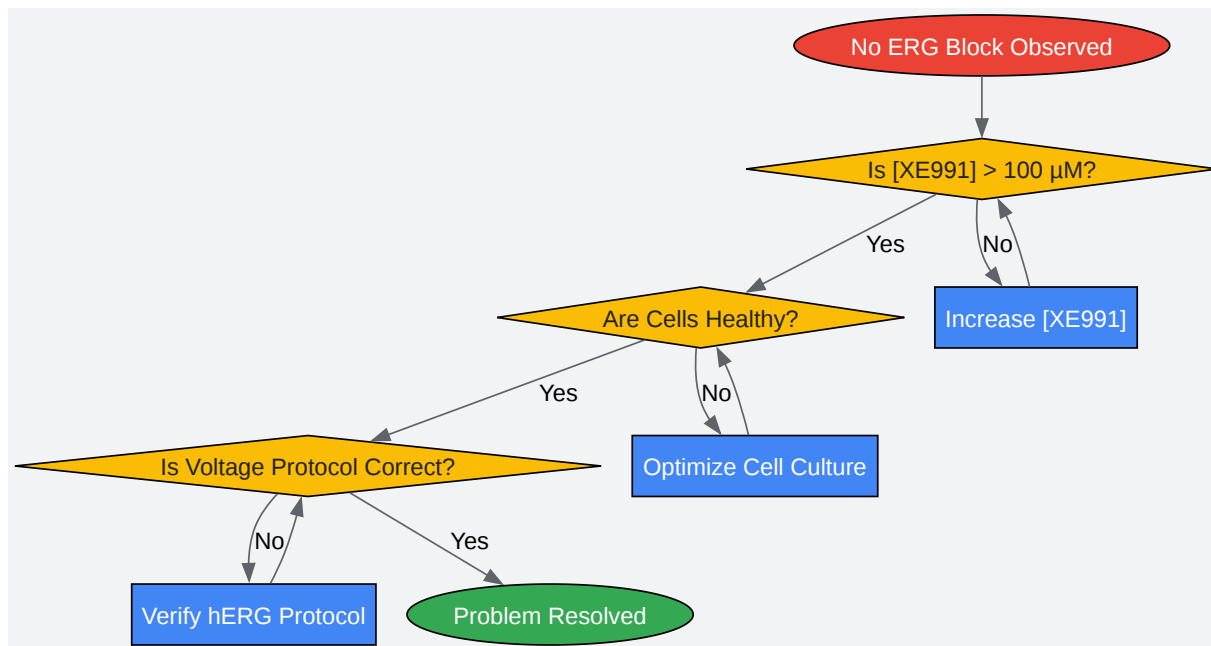 No ERG Block Observed
Is [XE991] > 100 µM?
Yes
No
Increase [XE991]
Are Cells Healthy?
Yes
No
Optimize Cell Culture
Is Voltage Protocol Correct?
No
Yes
Verify hERG Protocol
Problem Resolved